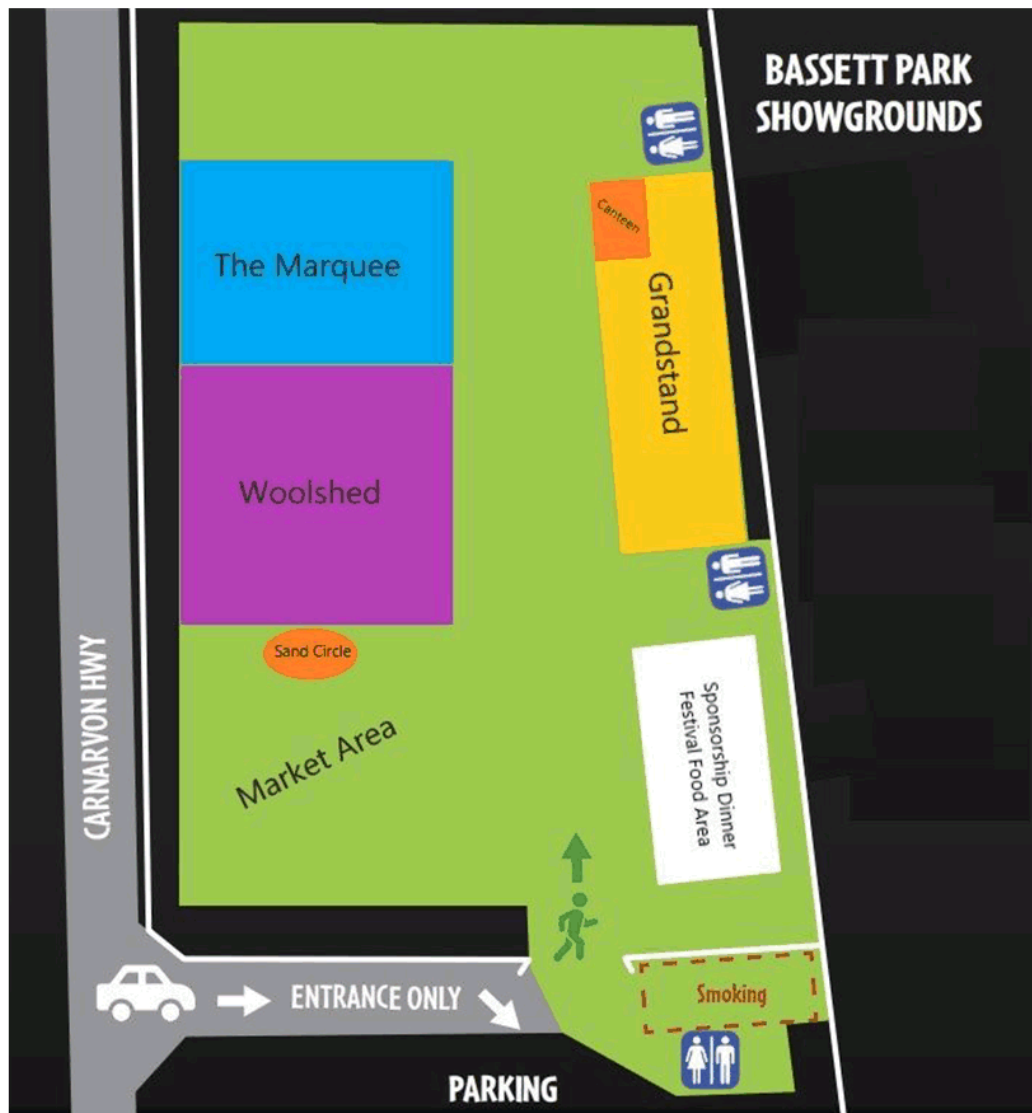 BASSETT PARK
SHOWGROUNDS
The Marquee
Canteen
Grandstand
Woolshed
Sand Circle
Market Area
Sponsorship Dinner
Festival Food Area
CARNARVON HWY
ENTRANCE ONLY
Smoking
PARKING